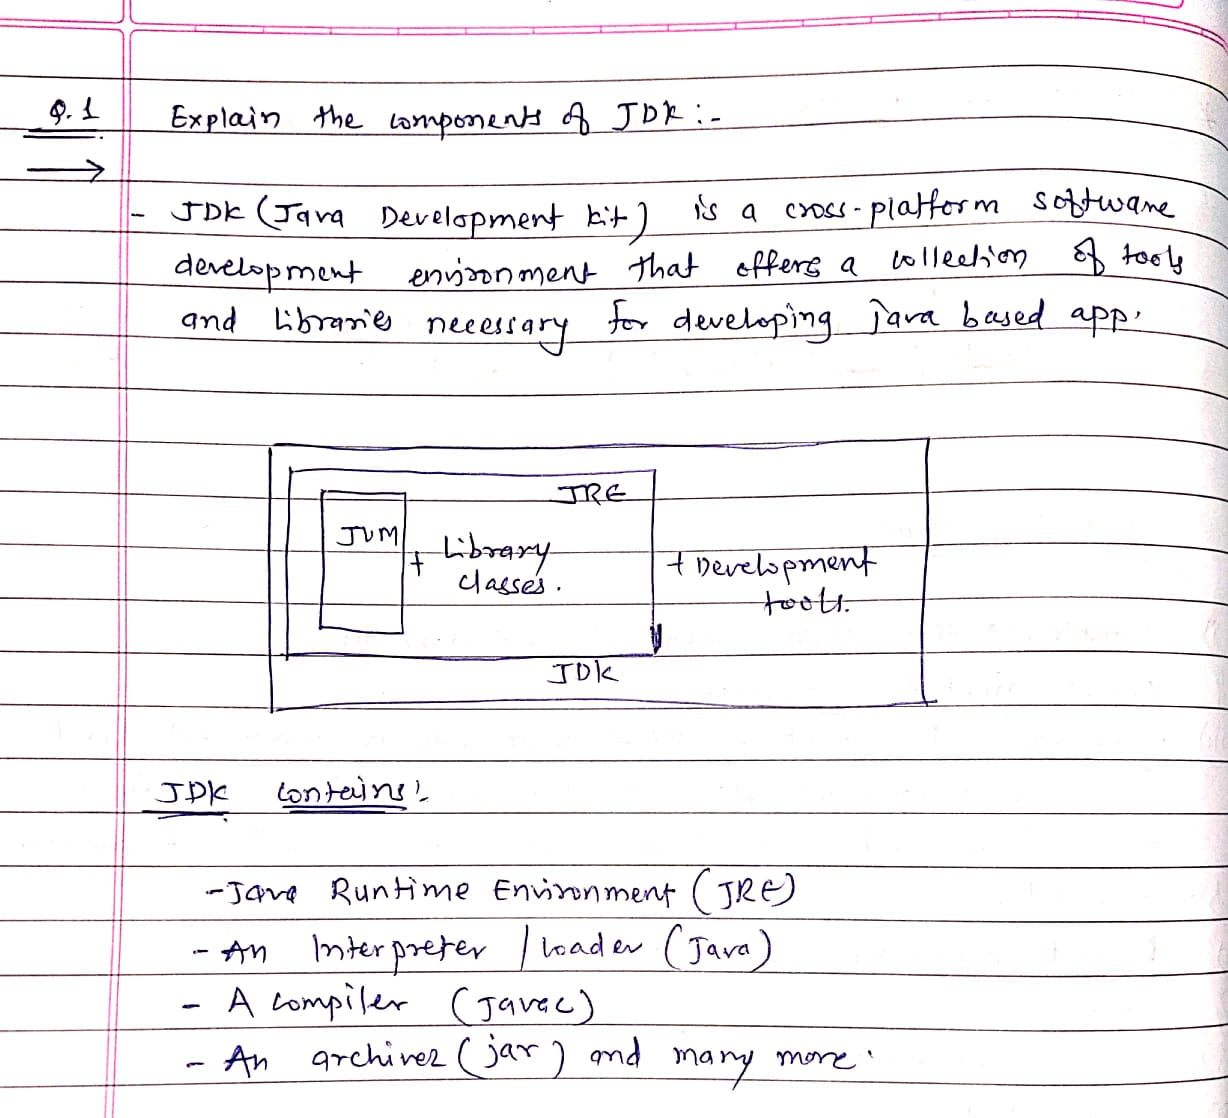 Q.1 Explain the components of JDK :-
→
- JDK (Java Development kit) is a cross-platform software
development environment that offers a collection of tools
and Libraries necessary for developing Java based app.
JRE
JVM
+ Library
classes.
+ Development
tools.
JDK
JDK contains:
- Java Runtime Environment (JRE)
- An Interpreter / loader (Java)
- A compiler (Javac)
- An archiver (jar) and many more.